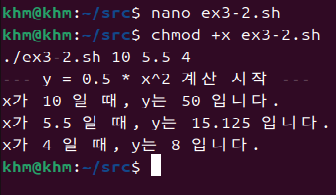 khm@khm:~/src$ nano ex3-2.sh
khm@khm:~/src$ chmod +x ex3-2.sh
./ex3-2.sh 10 5.5 4
--- y = 0.5 * x^2 계산 시작 ---
x가 10 일 때, y는 50 입니다.
x가 5.5 일 때, y는 15.125 입니다.
x가 4 일 때, y는 8 입니다.
khm@khm:~/src$